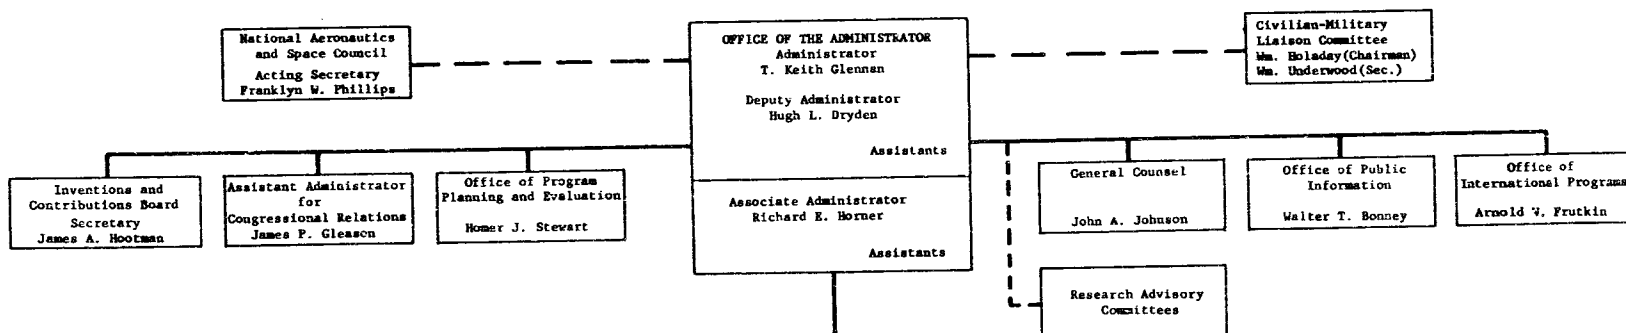 National Aeronautics
and Space Council
Acting Secretary
Franklyn W. Phillips
OFFICE OF THE ADMINISTRATOR
Administrator
T. Keith Glennan
Deputy Administrator
Hugh L. Dryden
Assistants
Associate Administrator
Richard E. Horner
Assistants
Civilian-Military
Liaison Committee
Wm. Holaday(Chairman)
Wm. Underwood(Sec.)
Inventions and
Contributions Board
Secretary
James A. Hootman
Assistant Administrator
for
Congressional Relations
James P. Gleason
Office of Program
Planning and Evaluation
Homer J. Stewart
General Counsel
John A. Johnson
Office of Public
Information
Walter T. Bonney
Office of
International Programs
Arnold W. Frutkin
Research Advisory
Committees